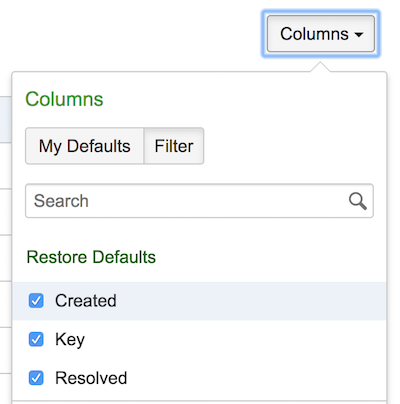 Columns
Columns
My Defaults Filter
Search
Restore Defaults
Created
Key
Resolved